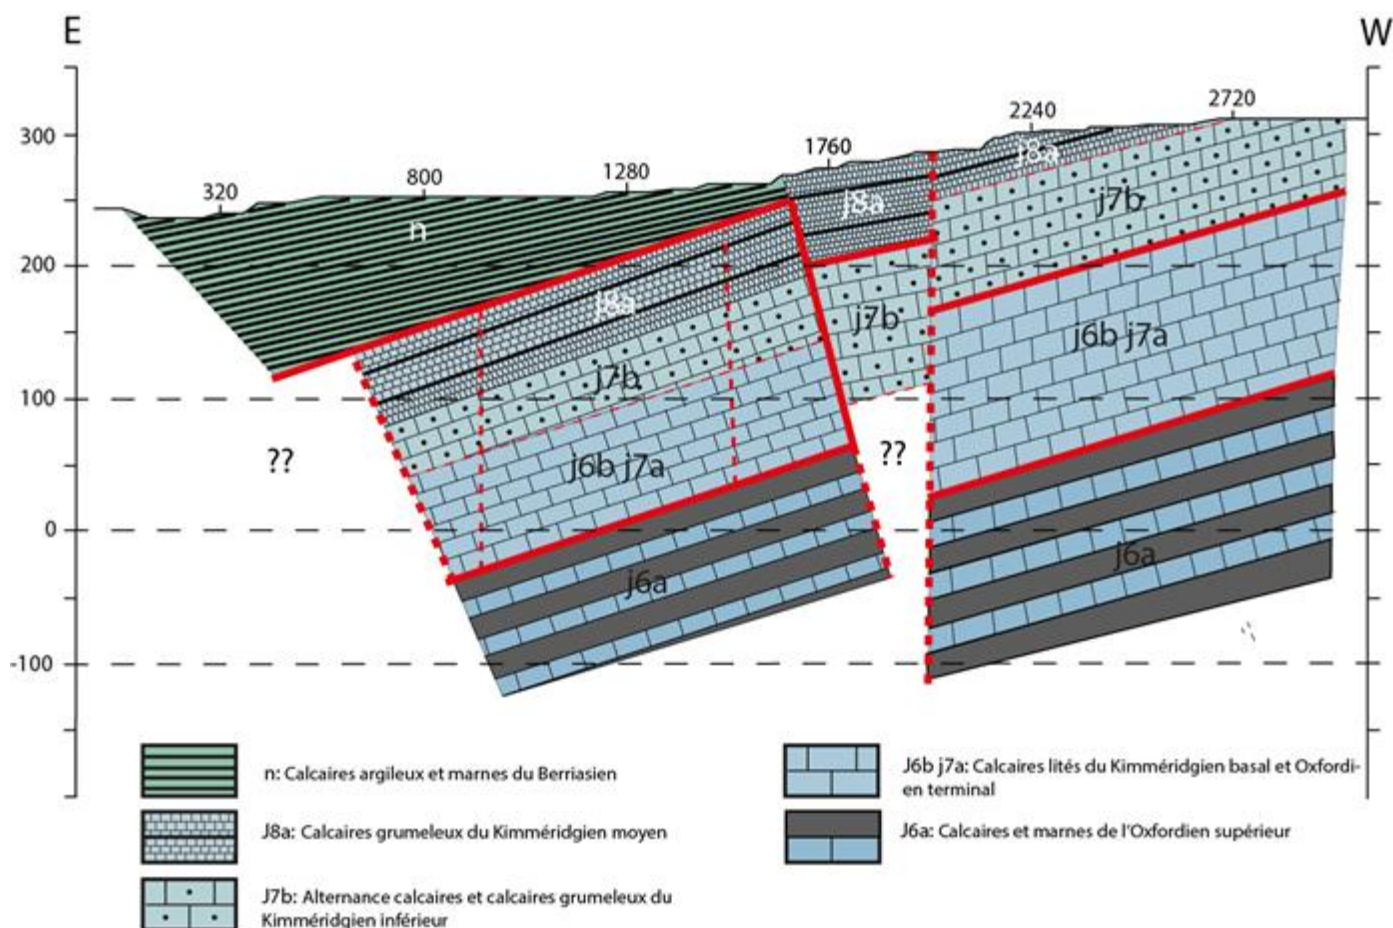 E
W
2720
2240
1760
1280
800
320
300
200
100
0
-100
n
j8a
j8a
j8a
j7b
j7b
j7b
j6b j7a
j6b j7a
??
??
j6a
j6a
n: Calcaires argileux et marnes du Berriasien
J8a: Calcaires grumeleux du Kimméridgien moyen
J7b: Alternance calcaires et calcaires grumeleux du
Kimméridgien inférieur
J6b j7a: Calcaires lités du Kimméridgien basal et Oxfordi-
en terminal
J6a: Calcaires et marnes de l'Oxfordien supérieur